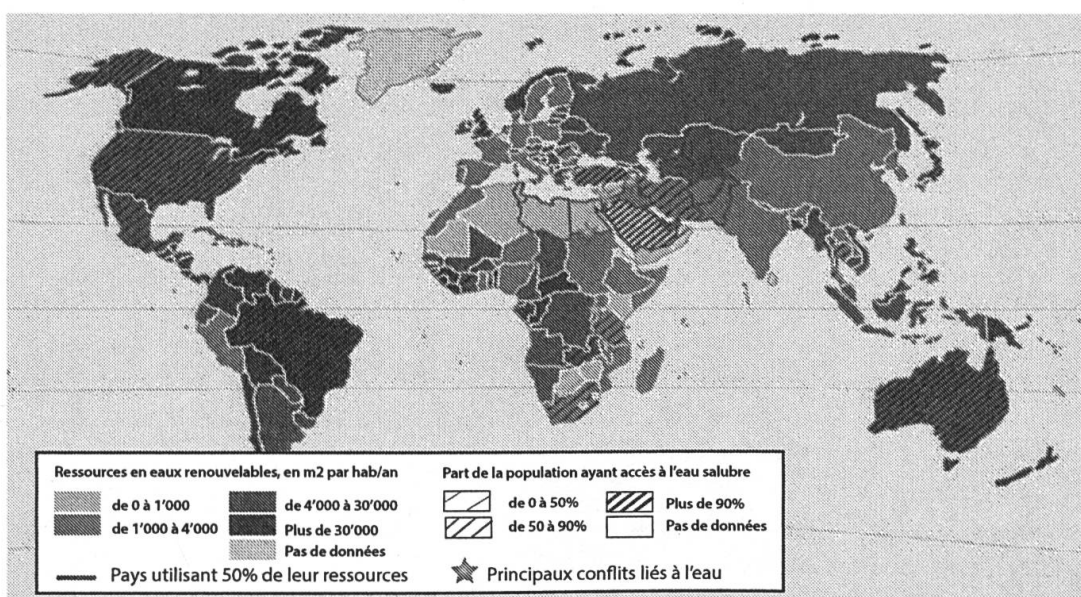 Ressources en eaux renouvelables, en m2 par hab/an
de 0 à 1'000
de 4'000 à 30'000
de 1'000 à 4'000
Plus de 30'000
Pas de données
Pays utilisant 50% de leur ressources
Part de la population ayant accès à l'eau salubre
de 0 à 50%
Plus de 90%
de 50 à 90%
Pas de données
Principaux conflits liés à l'eau